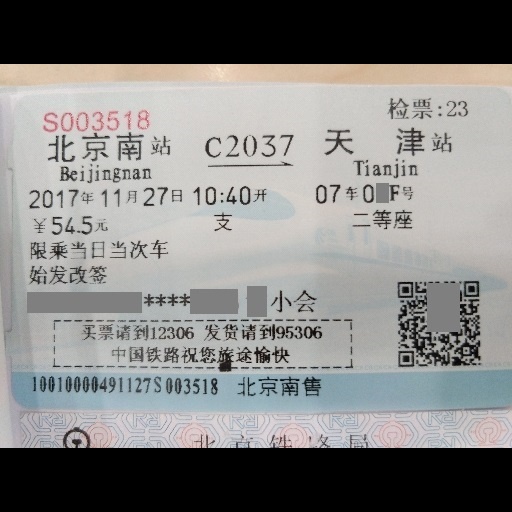 检票:23
S003518
北京南站 C2037 天津站
Beijingnan Tianjin
2017年11月27日 10:40开 07车0 F号
￥54.5元 支 二等座
限乘当日当次车
始发改签
**** 小会
买票请到12306 发货请到95306
中国铁路祝您旅途愉快
10010000491127S003518 北京南售
北京铁路局